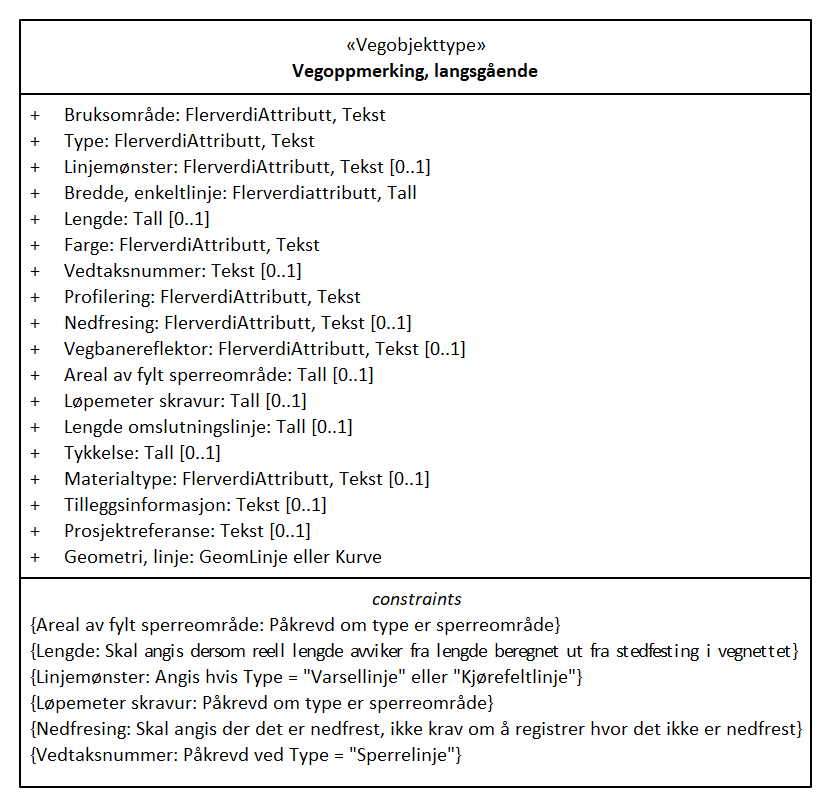 «Vegobjekttype»
Vegoppmerking, langsgående
+ Bruksområde: FlerverdiAttributt, Tekst
+ Type: FlerverdiAttributt, Tekst
+ Linjemønster: FlerverdiAttributt, Tekst [0..1]
+ Bredde, enkeltlinje: Flerverdiattributt, Tall
+ Lengde: Tall [0..1]
+ Farge: FlerverdiAttributt, Tekst
+ Vedtaksnummer: Tekst [0..1]
+ Profilering: FlerverdiAttributt, Tekst
+ Nedfresing: FlerverdiAttributt, Tekst [0..1]
+ Vegbanereflektor: FlerverdiAttributt, Tekst [0..1]
+ Areal av fylt sperreområde: Tall [0..1]
+ Løpemeter skravur: Tall [0..1]
+ Lengde omslutningslinje: Tall [0..1]
+ Tykkelse: Tall [0..1]
+ Materialtype: FlerverdiAttributt, Tekst [0..1]
+ Tilleggsinformasjon: Tekst [0..1]
+ Prosjektreferanse: Tekst [0..1]
+ Geometri, linje: GeomLinje eller Kurve
constraints
{Areal av fylt sperreområde: Påkrevd om type er sperreområde}
{Lengde: Skal angis dersom reell lengde avviker fra lengde beregnet ut fra stedfesting i vegnettet}
{Linjemønster: Angis hvis Type = "Varsellinje" eller "Kjørefeltlinje"}
{Løpemeter skravur: Påkrevd om type er sperreområde}
{Nedfresing: Skal angis der det er nedfrest, ikke krav om å registrer hvor det ikke er nedfrest}
{Vedtaksnummer: Påkrevd ved Type = "Sperrelinje"}